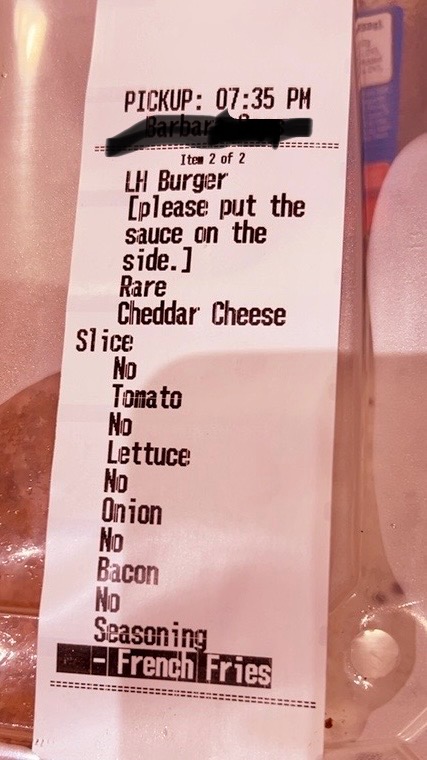 PICKUP: 07:35 PM
Item 2 of 2
LH Burger
[please put the
sauce on the
side.]
Rare
Cheddar Cheese
Slice
No
Tomato
No
Lettuce
No
Onion
No
Bacon
No
Seasoning
- French Fries